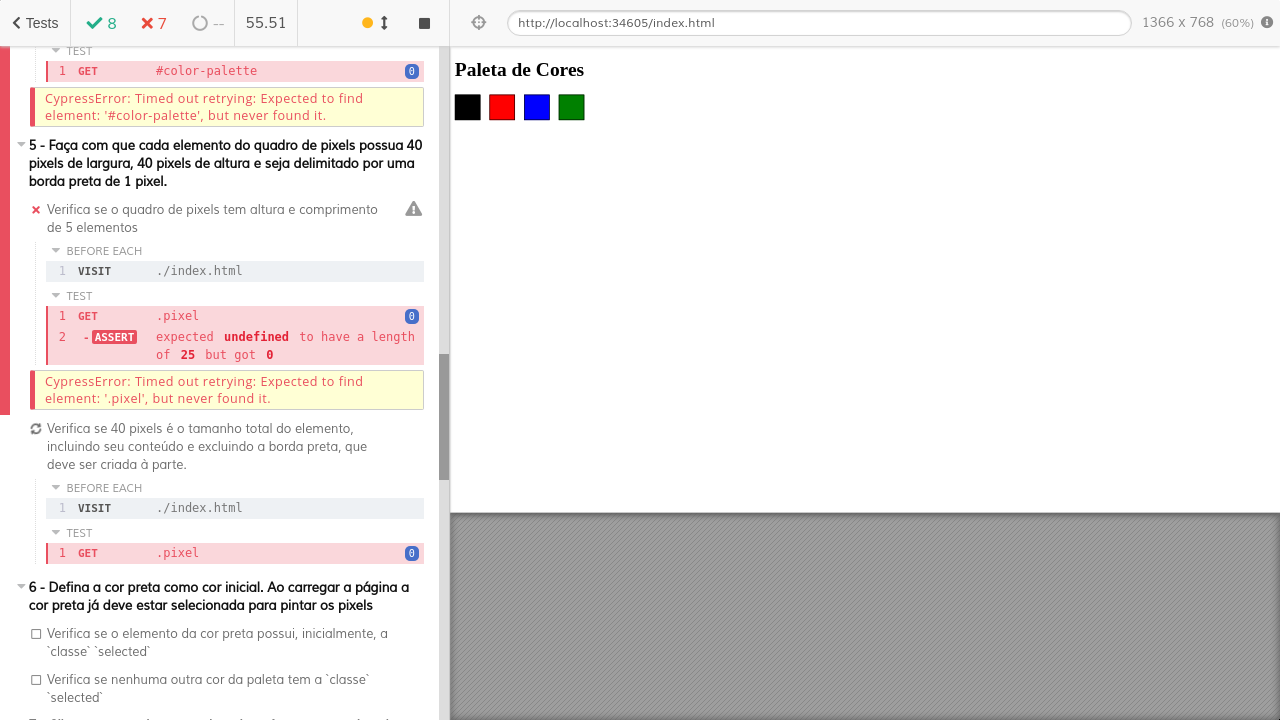 Tests
8
7
--
55.51
http://localhost:34605/index.html
1366 x 768 (60%)
TEST
1 GET #color-palette 0
CypressError: Timed out retrying: Expected to find
element: '#color-palette', but never found it.
5 - Faça com que cada elemento do quadro de pixels possua 40
pixels de largura, 40 pixels de altura e seja delimitado por uma
borda preta de 1 pixel.
Verifica se o quadro de pixels tem altura e comprimento
de 5 elementos
BEFORE EACH
1 VISIT ./index.html
TEST
1 GET .pixel 0
2 -ASSERT expected undefined to have a length
of 25 but got 0
CypressError: Timed out retrying: Expected to find
element: '.pixel', but never found it.
Verifica se 40 pixels é o tamanho total do elemento,
incluindo seu conteúdo e excluindo a borda preta, que
deve ser criada à parte.
BEFORE EACH
1 VISIT ./index.html
TEST
1 GET .pixel 0
6 - Defina a cor preta como cor inicial. Ao carregar a página a
cor preta já deve estar selecionada para pintar os pixels
Verifica se o elemento da cor preta possui, inicialmente, a
`classe` `selected`
Verifica se nenhuma outra cor da paleta tem a `classe`
`selected`
Paleta de Cores